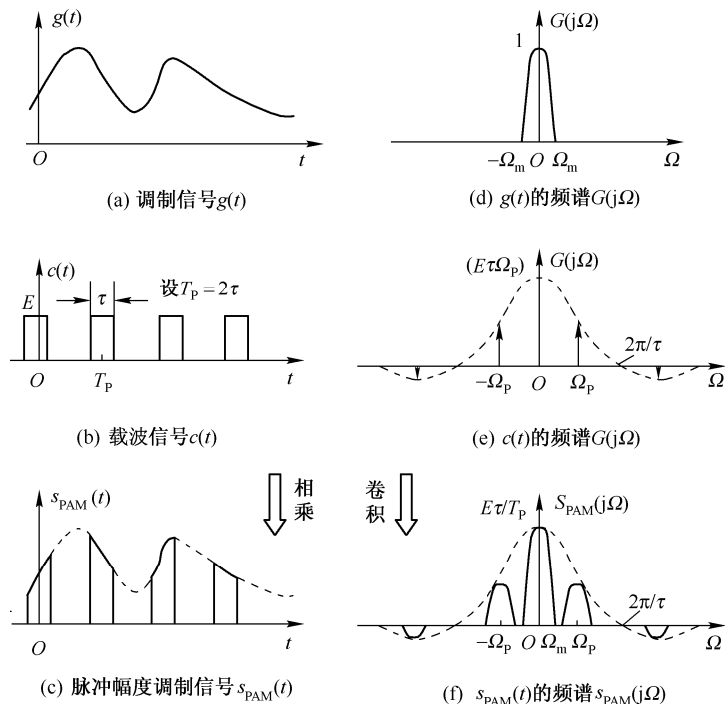 g(t)
O
t
(a) 调制信号g(t)
G(jΩ)
1
−Ωm O Ωm
Ω
(d) g(t)的频谱G(jΩ)
c(t)
E
τ
设TP = 2τ
O
TP
t
(b) 载波信号c(t)
(EτΩP)
G(jΩ)
2π/τ
−ΩP O ΩP
Ω
(e) c(t)的频谱G(jΩ)
sPAM (t)
相乘
O
t
(c) 脉冲幅度调制信号sPAM(t)
卷积
Eτ/TP
SPAM(jΩ)
2π/τ
−ΩP O Ωm ΩP
Ω
(f) sPAM(t)的频谱sPAM(jΩ)